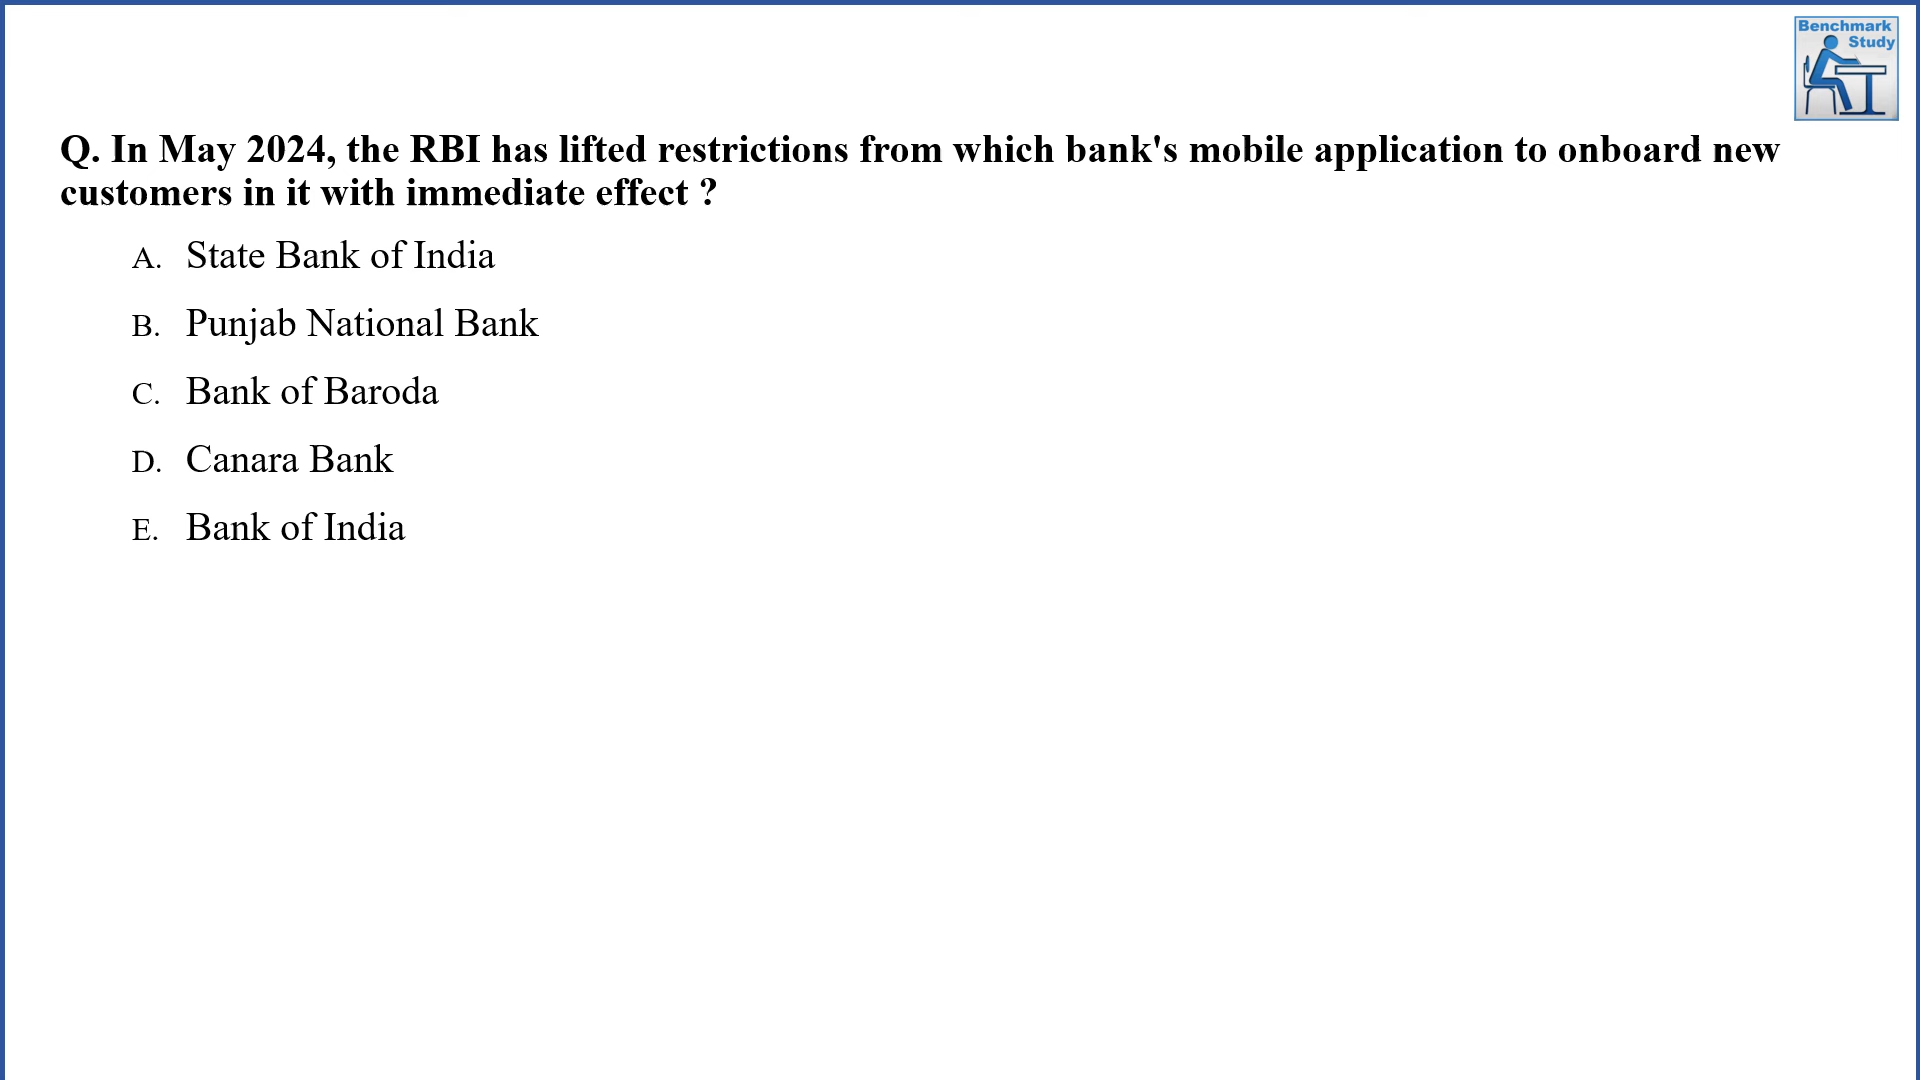 Benchmark
Study
Q. In May 2024, the RBI has lifted restrictions from which bank's mobile application to onboard new
customers in it with immediate effect ?
A. State Bank of India
B. Punjab National Bank
C. Bank of Baroda
D. Canara Bank
E. Bank of India